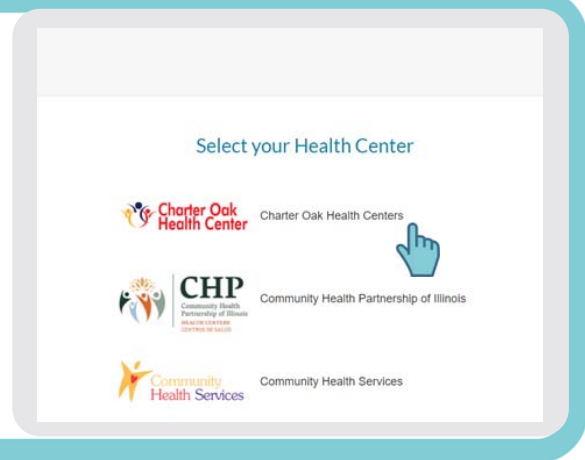 Select your Health Center
Charter Oak
Health Center
Charter Oak Health Centers
CHP
Community Health
Partnership of Illinois
HEALTH CENTERS
CENTROS DE SALUD
Community Health Partnership of Illinois
Community
Health Services
Community Health Services